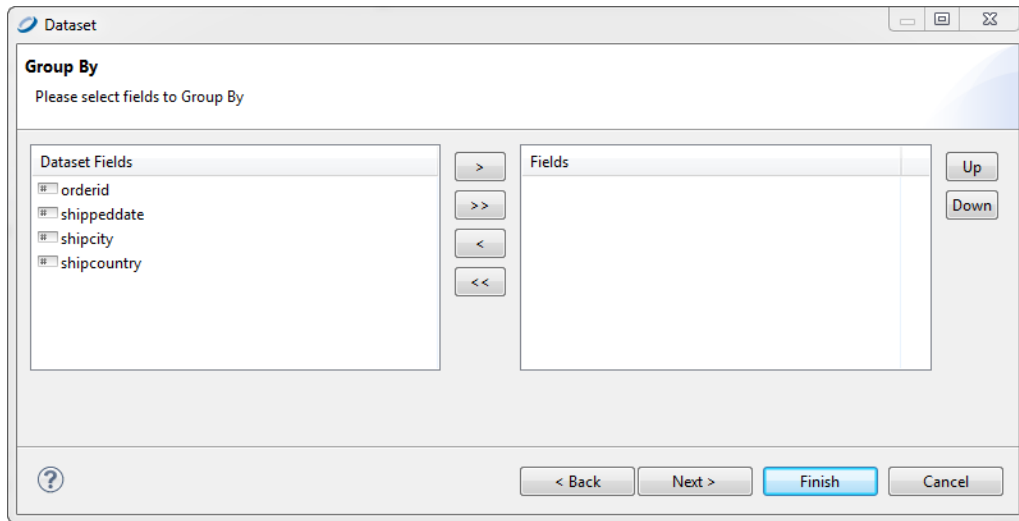 Dataset
Group By
Please select fields to Group By
Dataset Fields
# orderid
# shippeddate
# shipcity
# shipcountry
>
>>
<
<<
Fields
Up
Down
?
< Back
Next >
Finish
Cancel